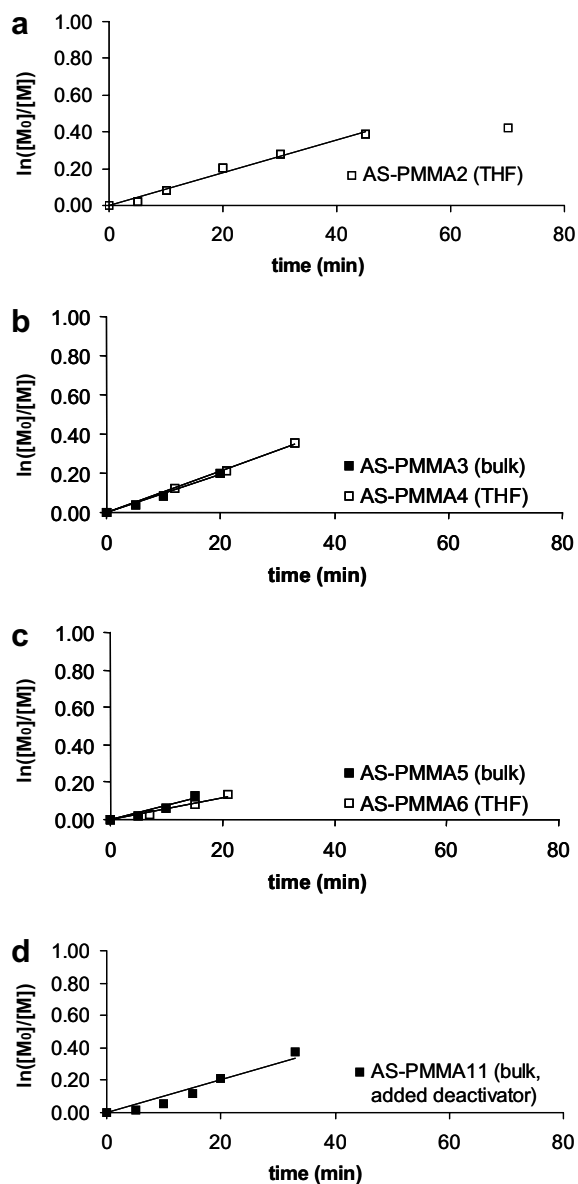 a
ln([M₀]/[M])
1.00
0.80
0.60
0.40
0.20
0.00
AS-PMMA2 (THF)
0 20 40 60 80
time (min)
b
ln([M₀]/[M])
1.00
0.80
0.60
0.40
0.20
0.00
AS-PMMA3 (bulk)
AS-PMMA4 (THF)
0 20 40 60 80
time (min)
c
ln([M₀]/[M])
1.00
0.80
0.60
0.40
0.20
0.00
AS-PMMA5 (bulk)
AS-PMMA6 (THF)
0 20 40 60 80
time (min)
d
ln([M₀]/[M])
1.00
0.80
0.60
0.40
0.20
0.00
AS-PMMA11 (bulk,
added deactivator)
0 20 40 60 80
time (min)